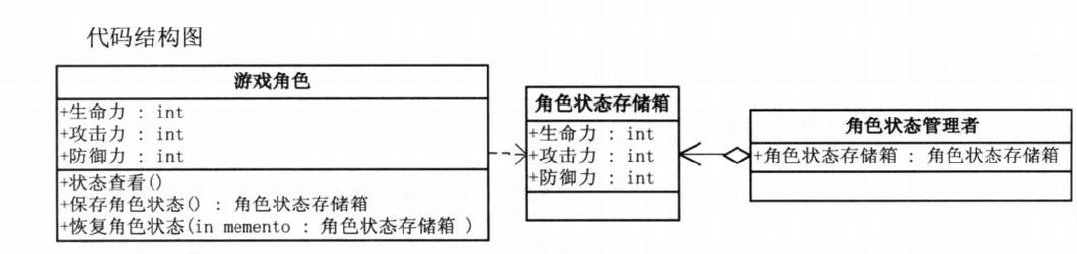 代码结构图
游戏角色
+生命力 : int
+攻击力 : int
+防御力 : int
+状态查看()
+保存角色状态() : 角色状态存储箱
+恢复角色状态(in memento : 角色状态存储箱 )
角色状态存储箱
+生命力 : int
+攻击力 : int
+防御力 : int
角色状态管理者
+角色状态存储箱 : 角色状态存储箱